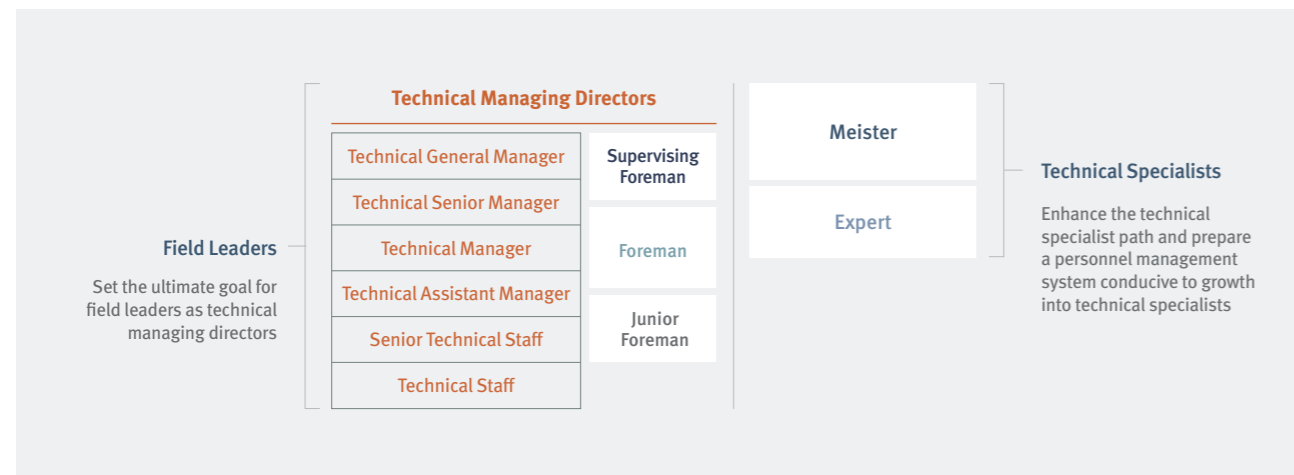 Field Leaders
Set the ultimate goal for
field leaders as technical
managing directors
Technical Managing Directors
Technical General Manager
Technical Senior Manager
Technical Manager
Technical Assistant Manager
Senior Technical Staff
Technical Staff
Supervising
Foreman
Foreman
Junior
Foreman
Meister
Expert
Technical Specialists
Enhance the technical
specialist path and prepare
a personnel management
system conducive to growth
into technical specialists